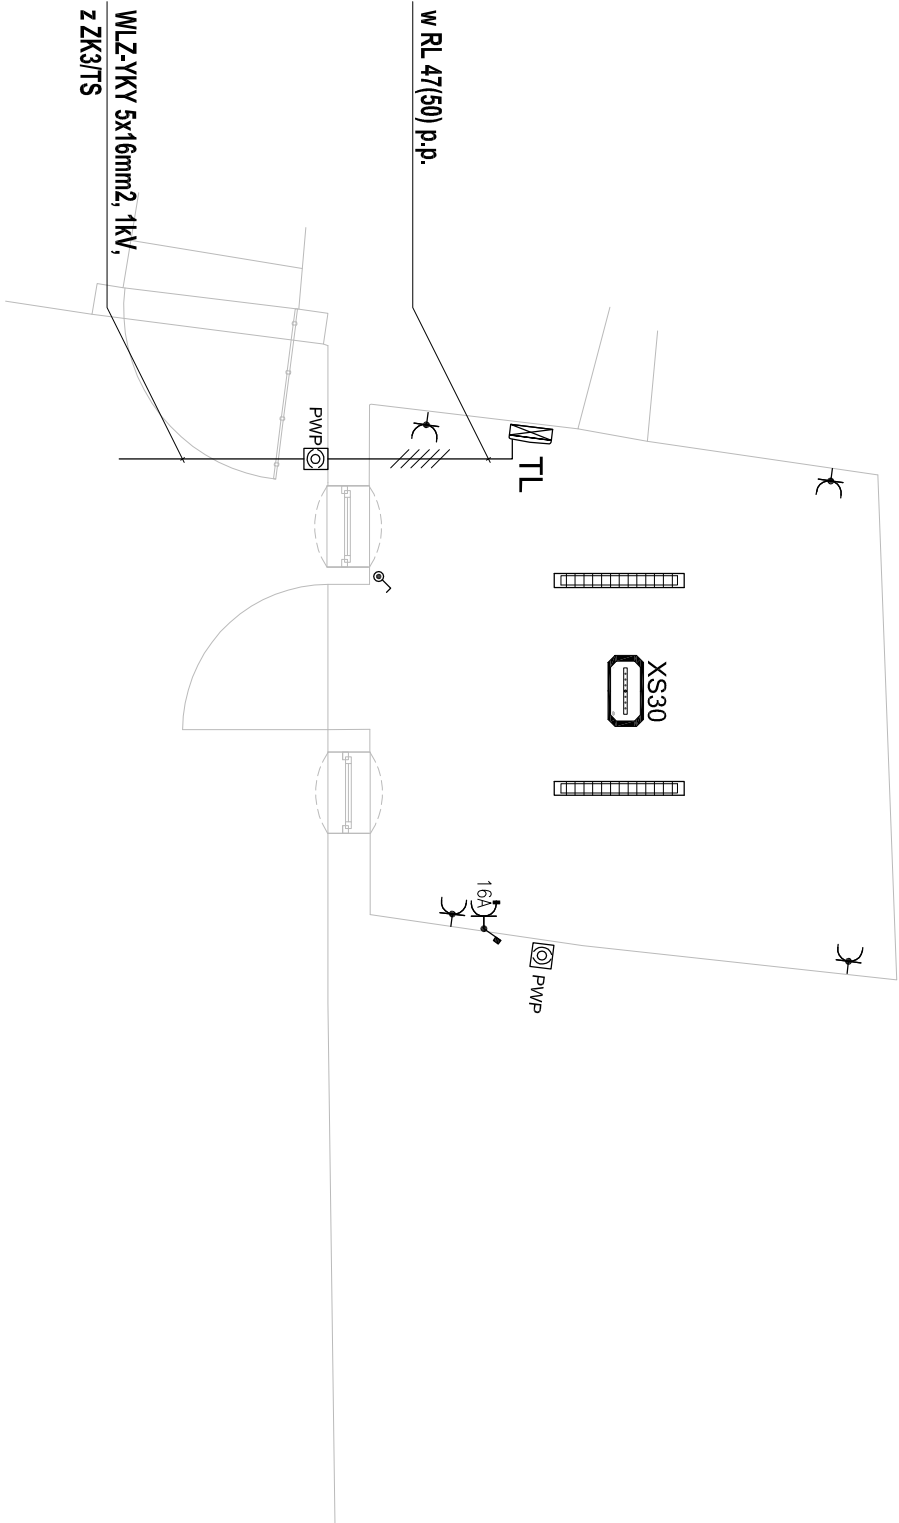 w RL 47(50) p.p.
WLZ-YKY 5x16mm2, 1kV,
z ZK3/TS
PWP
TL
XS30
16A
PWP